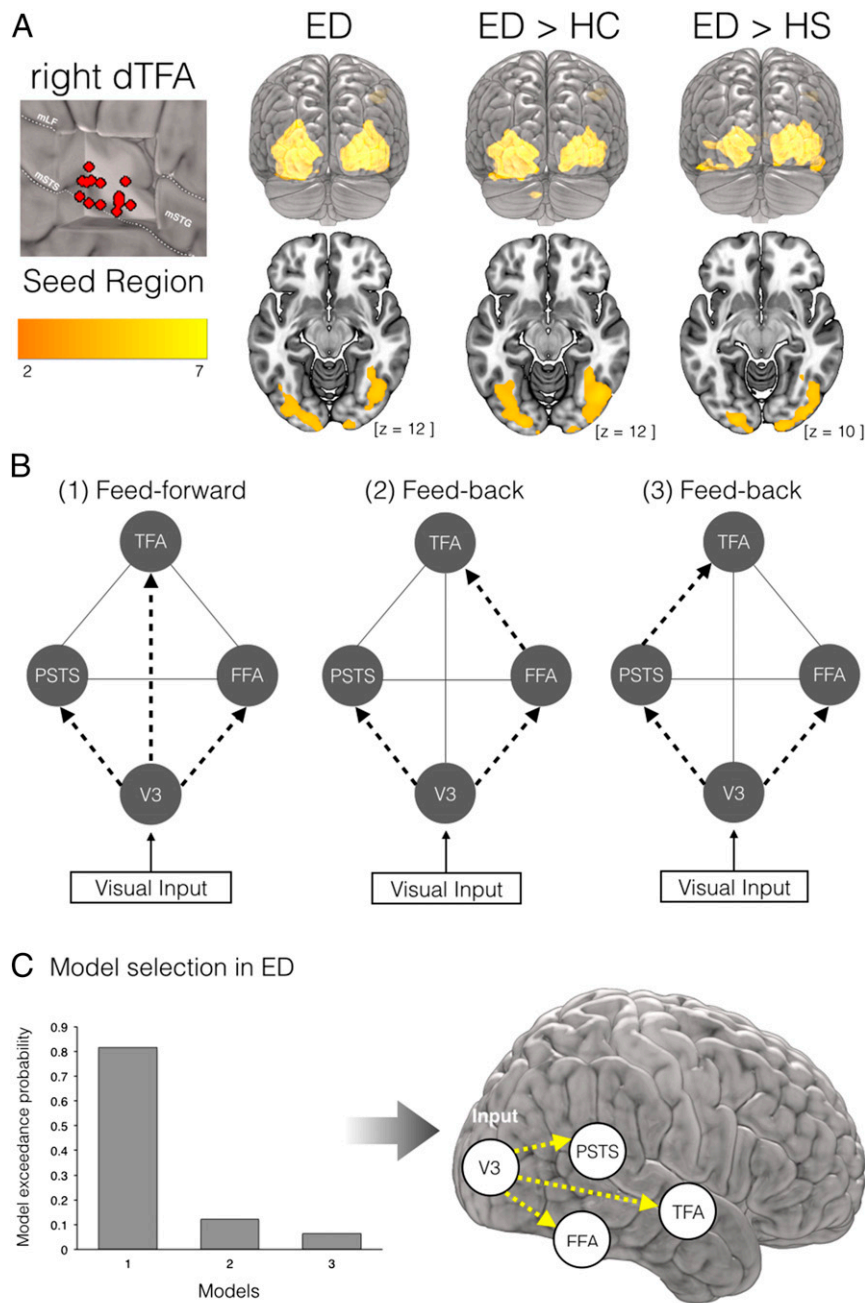 A
ED
ED > HC
ED > HS
right dTFA
mLF
mSTS
mSTG
Seed Region
2
7
[z = 12 ]
[z = 12 ]
[z = 10 ]
B
(1) Feed-forward
(2) Feed-back
(3) Feed-back
TFA
TFA
TFA
PSTS
FFA
PSTS
FFA
PSTS
FFA
V3
V3
V3
Visual Input
Visual Input
Visual Input
C Model selection in ED
Model exceedance probability
0.9
0.8
0.7
0.6
0.5
0.4
0.3
0.2
0.1
0
1
2
3
Models
Input
V3
PSTS
TFA
FFA